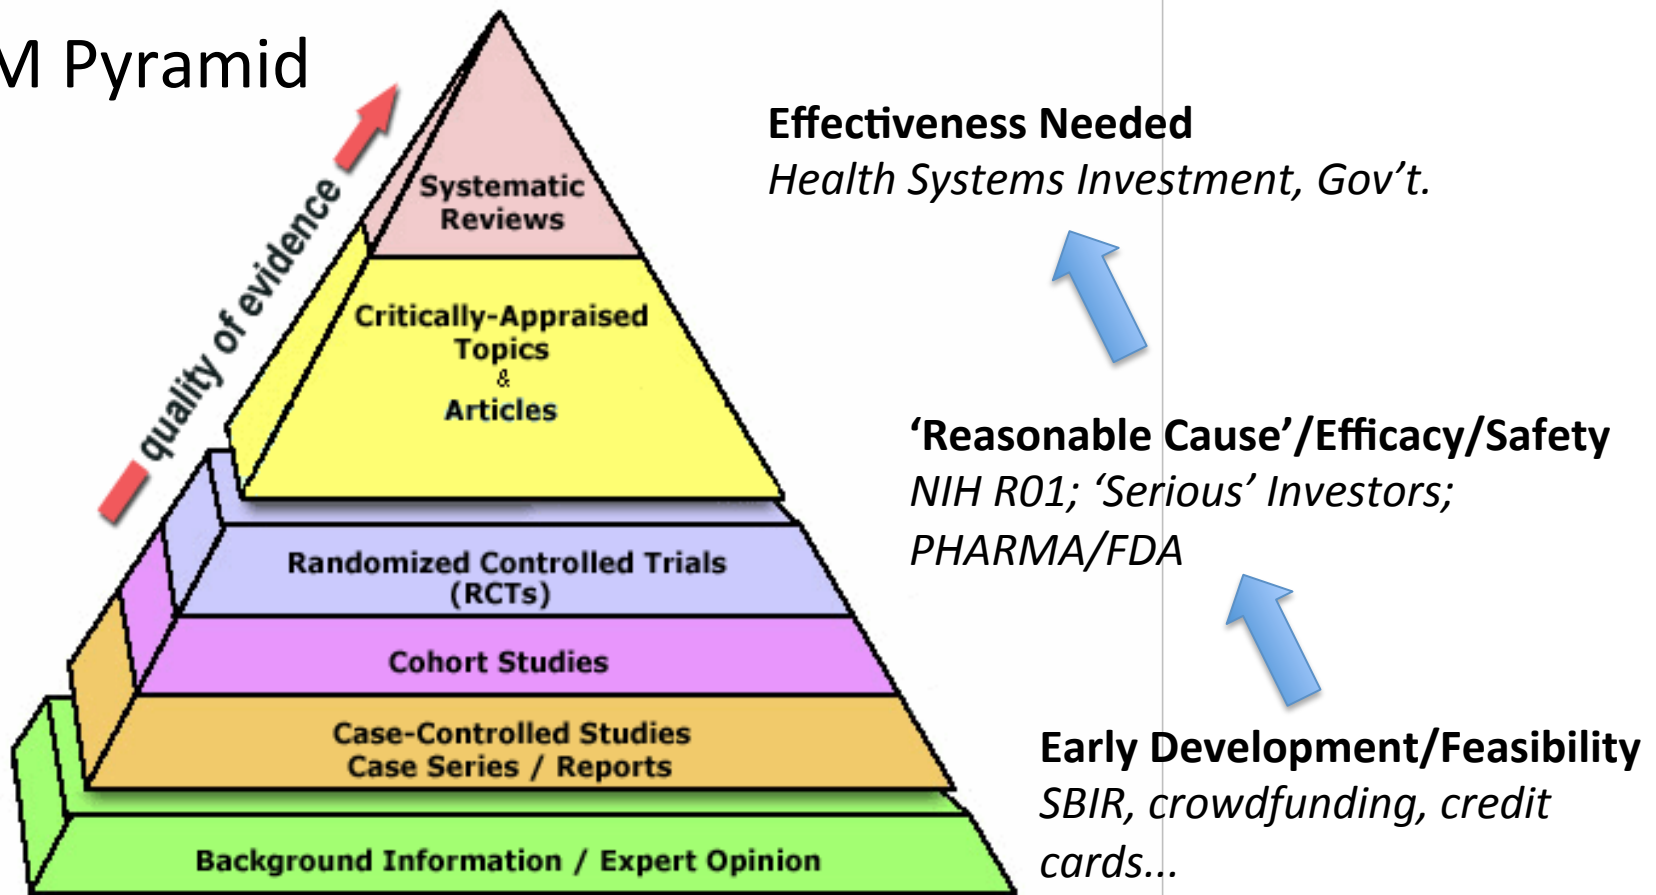 M Pyramid
quality of evidence
Systematic
Reviews
Critically-Appraised
Topics
&
Articles
Randomized Controlled Trials
(RCTs)
Cohort Studies
Case-Controlled Studies
Case Series / Reports
Background Information / Expert Opinion
Effectiveness Needed
Health Systems Investment, Gov’t.
‘Reasonable Cause’/Efficacy/Safety
NIH R01; ‘Serious’ Investors;
PHARMA/FDA
Early Development/Feasibility
SBIR, crowdfunding, credit
cards...